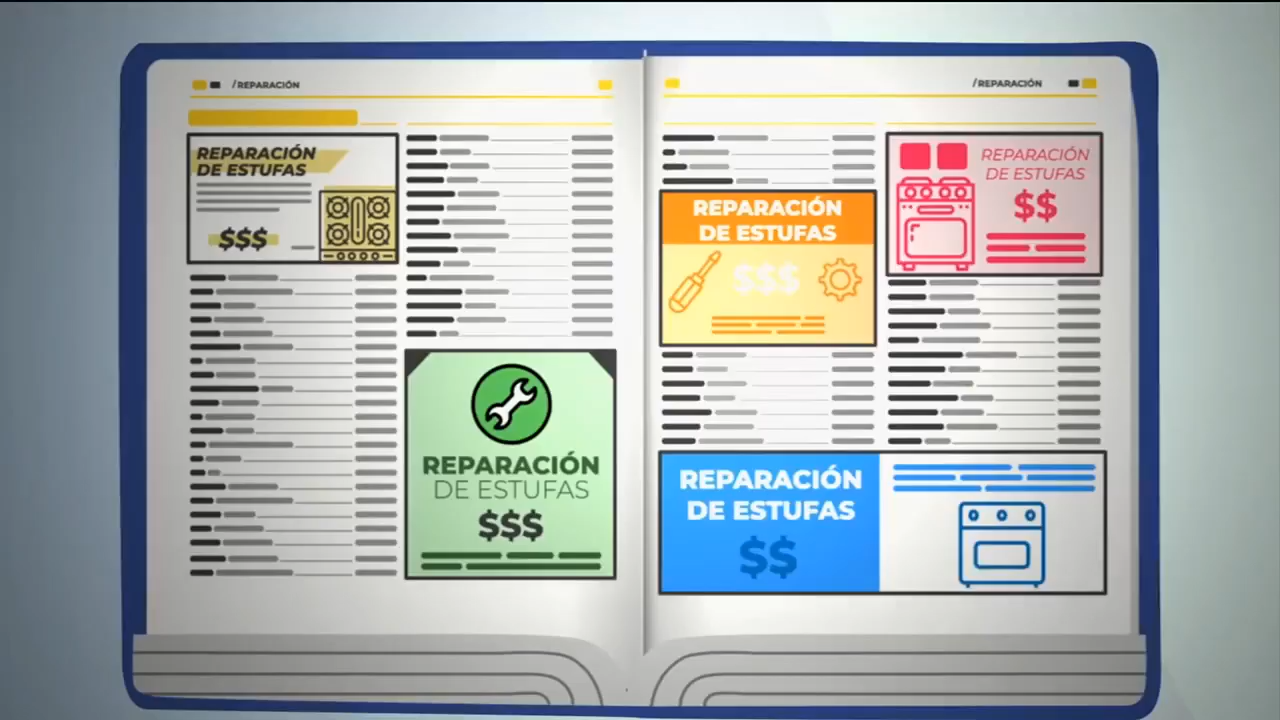 /REPARACIÓN
REPARACIÓN
DE ESTUFAS
$$$
REPARACIÓN
DE ESTUFAS
$$$
/REPARACIÓN
REPARACIÓN
DE ESTUFAS
$$$
REPARACIÓN
DE ESTUFAS
$$
REPARACIÓN
DE ESTUFAS
$$